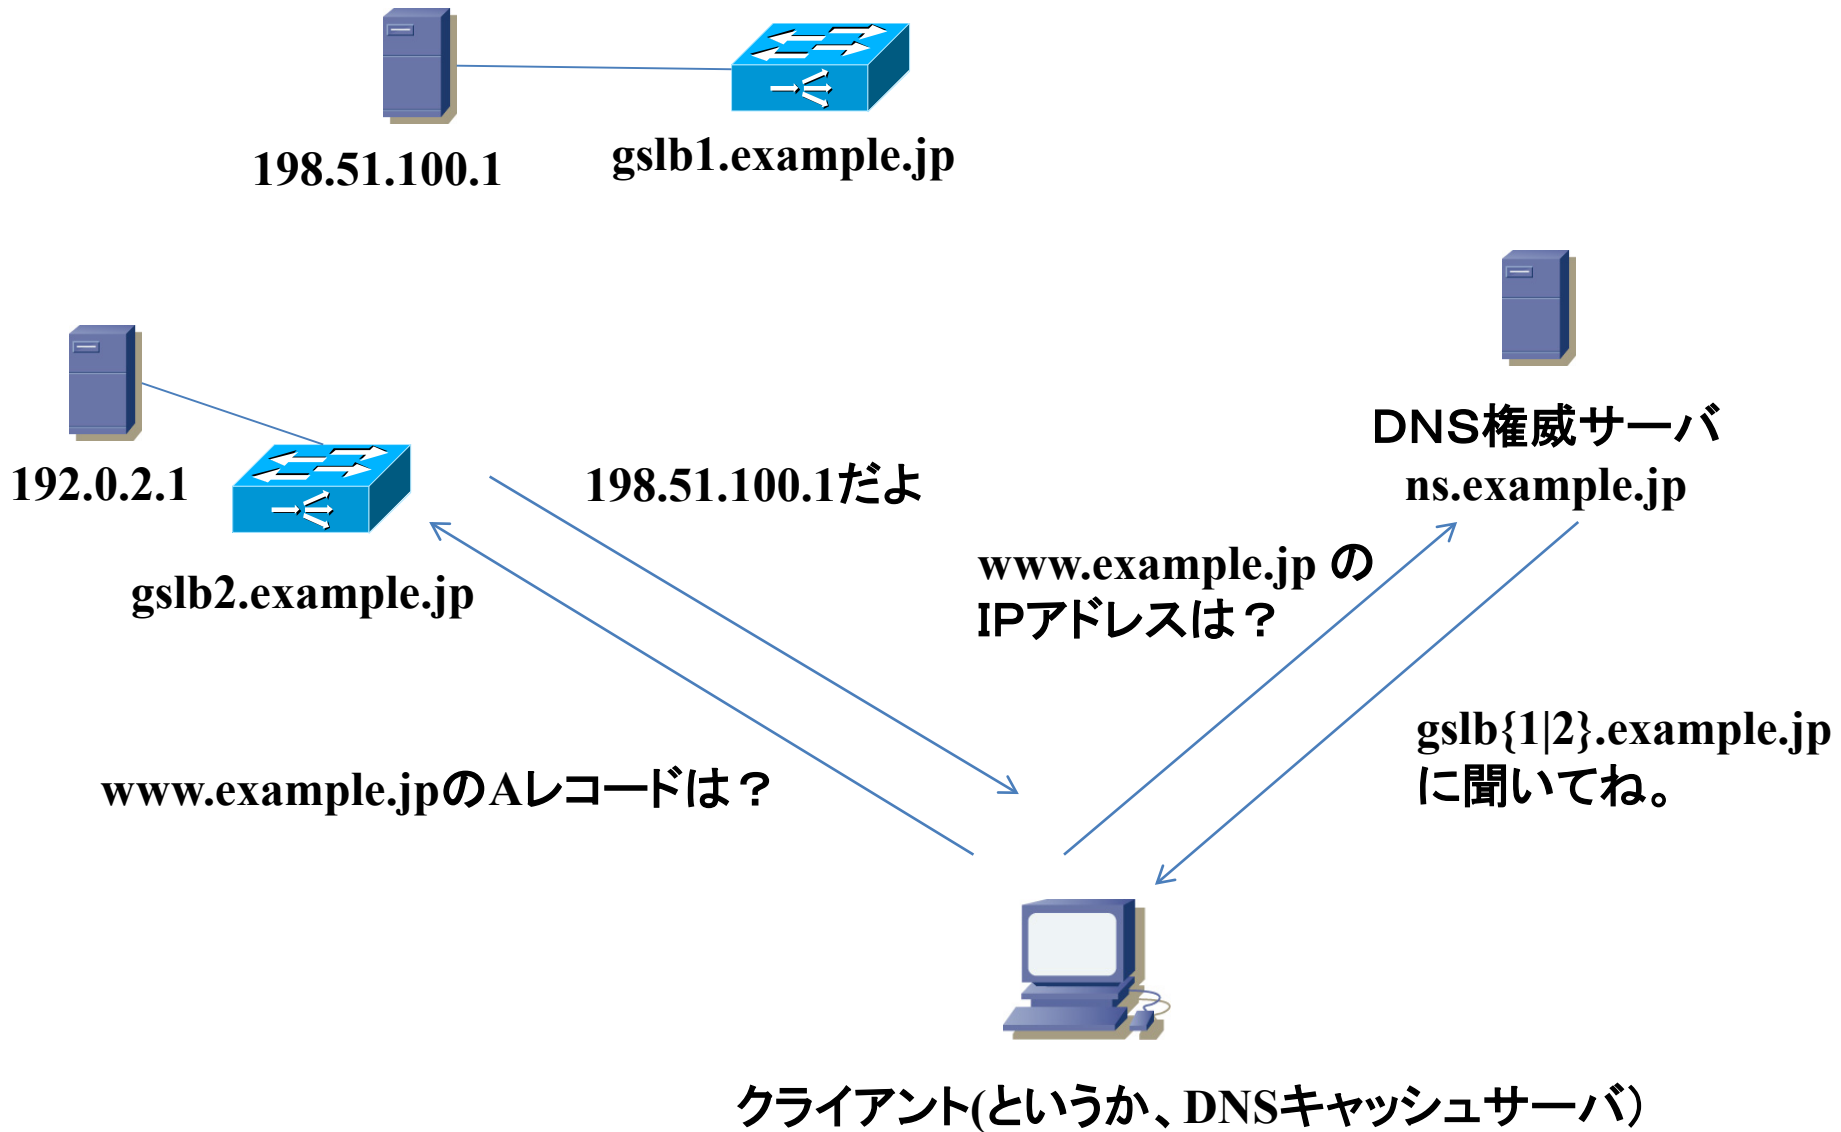 198.51.100.1
gslb1.example.jp
192.0.2.1
gslb2.example.jp
198.51.100.1だよ
DNS権威サーバ
ns.example.jp
www.example.jp の
IPアドレスは？
gslb{1|2}.example.jp
に聞いてね。
www.example.jpのAレコードは？
クライアント(というか、DNSキャッシュサーバ）